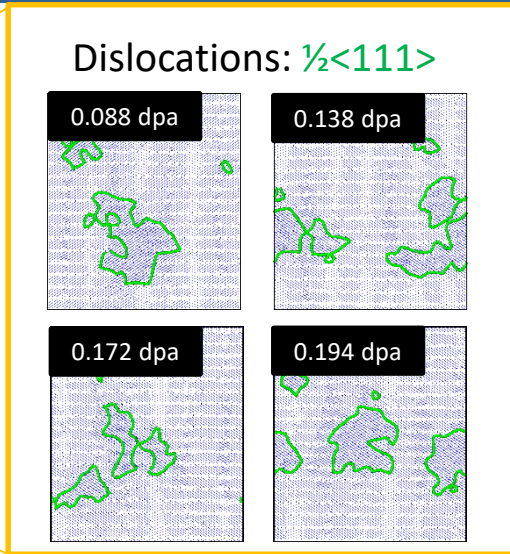 Dislocations: ½<111>
0.088 dpa
0.138 dpa
0.172 dpa
0.194 dpa